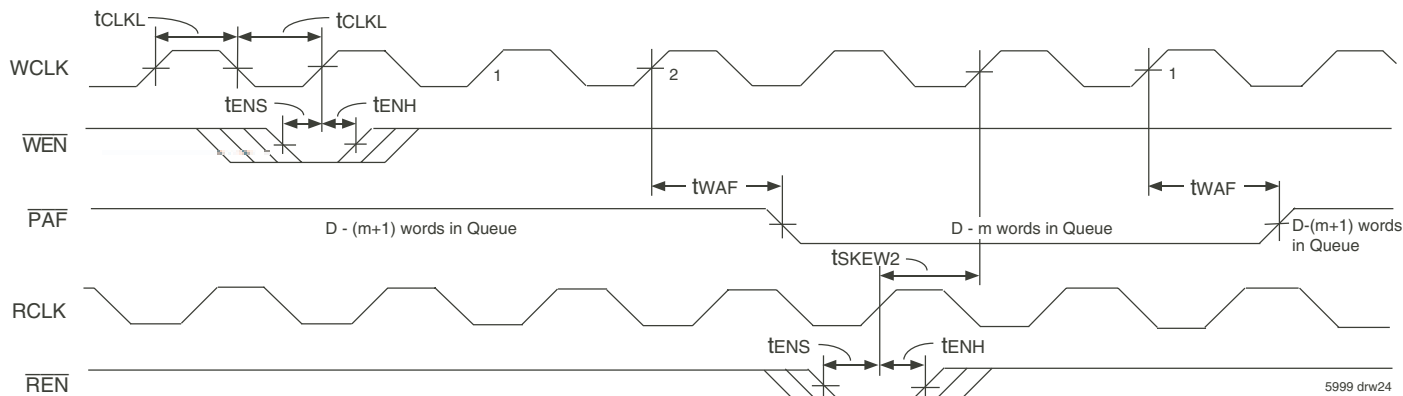 tCLKL tCLKL
WCLK 1 2 1
tENS tENH
WEN
tWAF tWAF
PAF D - (m+1) words in Queue D - m words in Queue D-(m+1) words
in Queue
tSKEW2
RCLK
tENS tENH
REN
5999 drw24